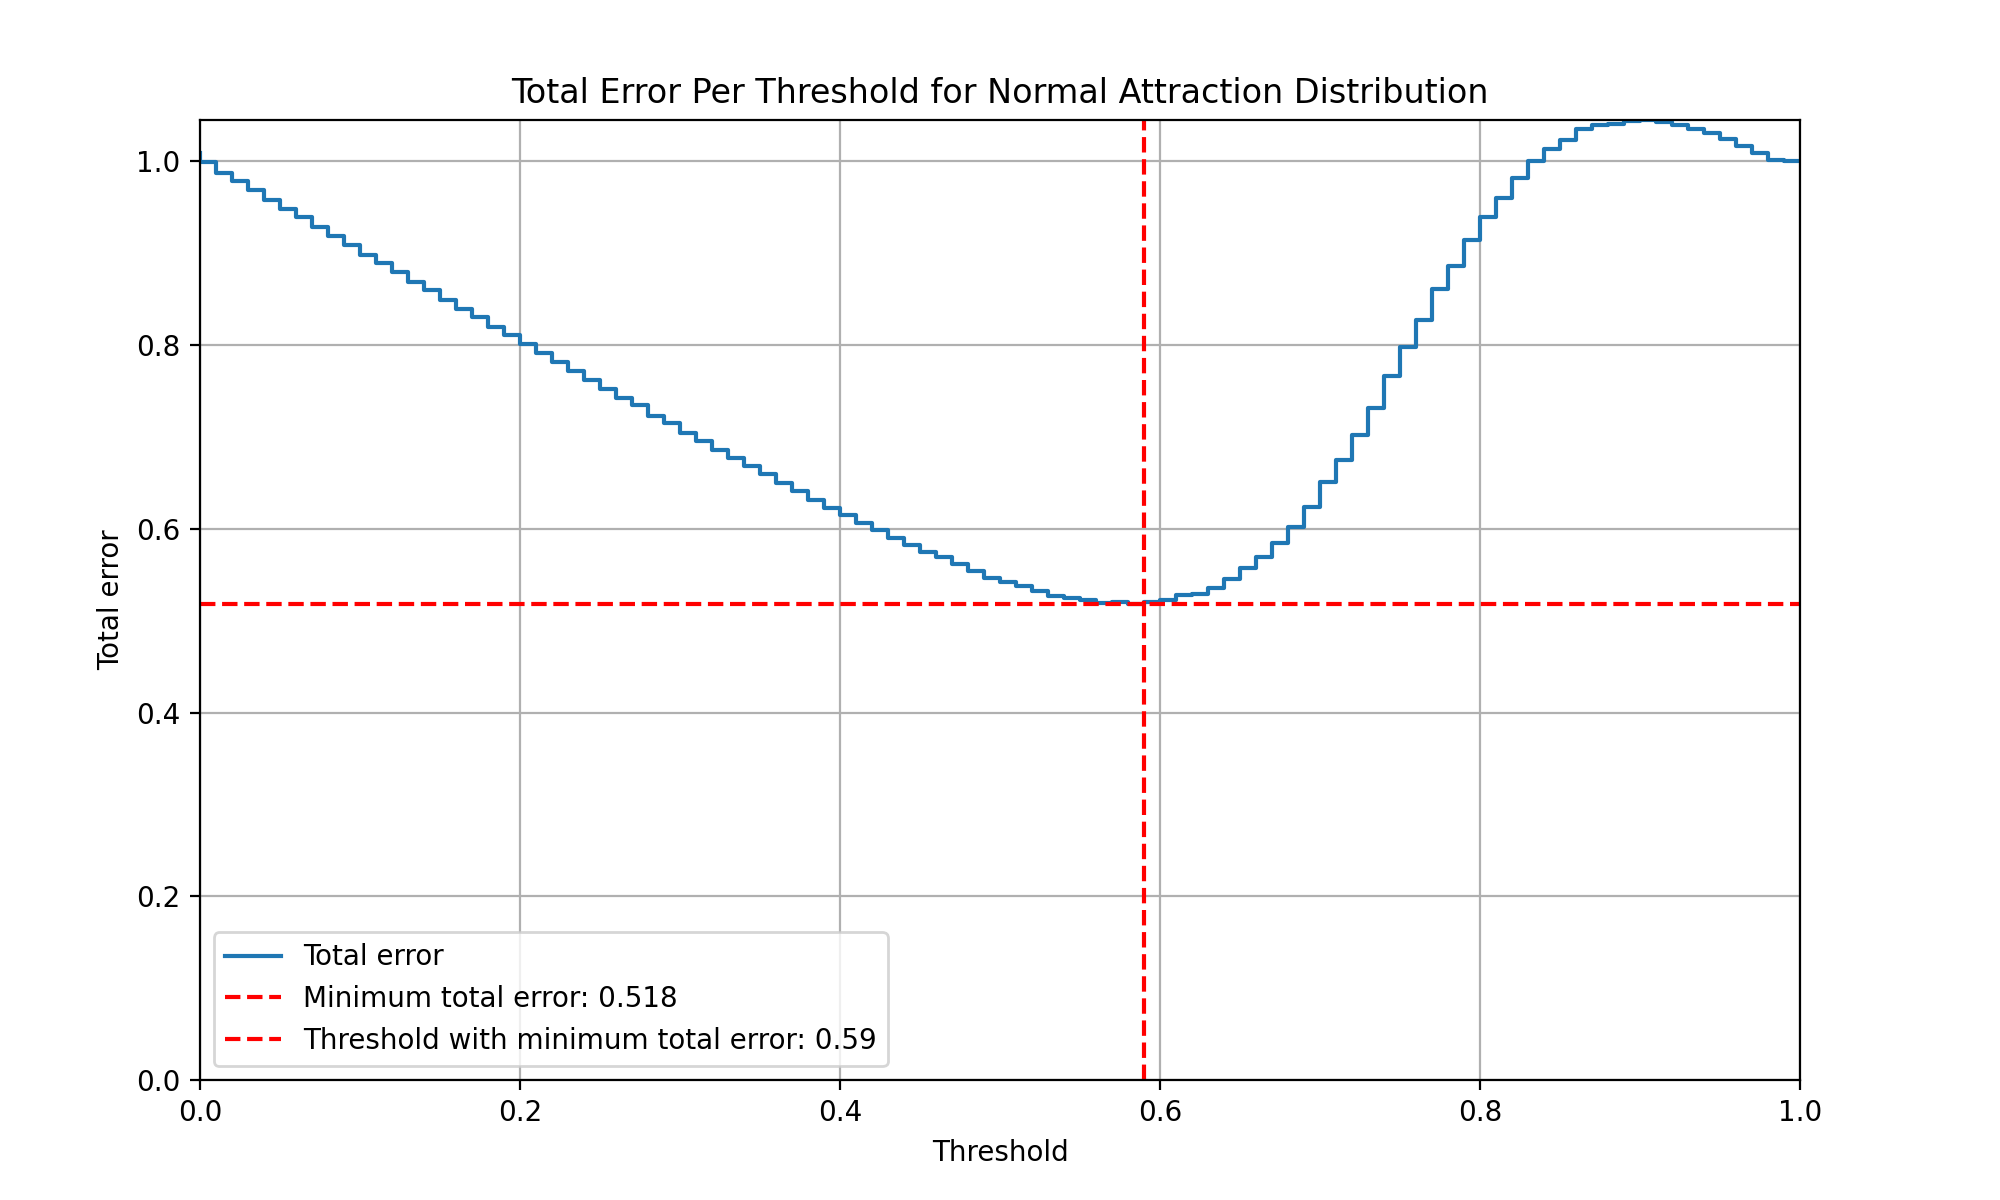 Total Error Per Threshold for Normal Attraction Distribution
1.0
0.8
0.6
0.4
0.2
0.0
Total error
Total error
Minimum total error: 0.518
Threshold with minimum total error: 0.59
0.0 0.2 0.4 0.6 0.8 1.0
Threshold